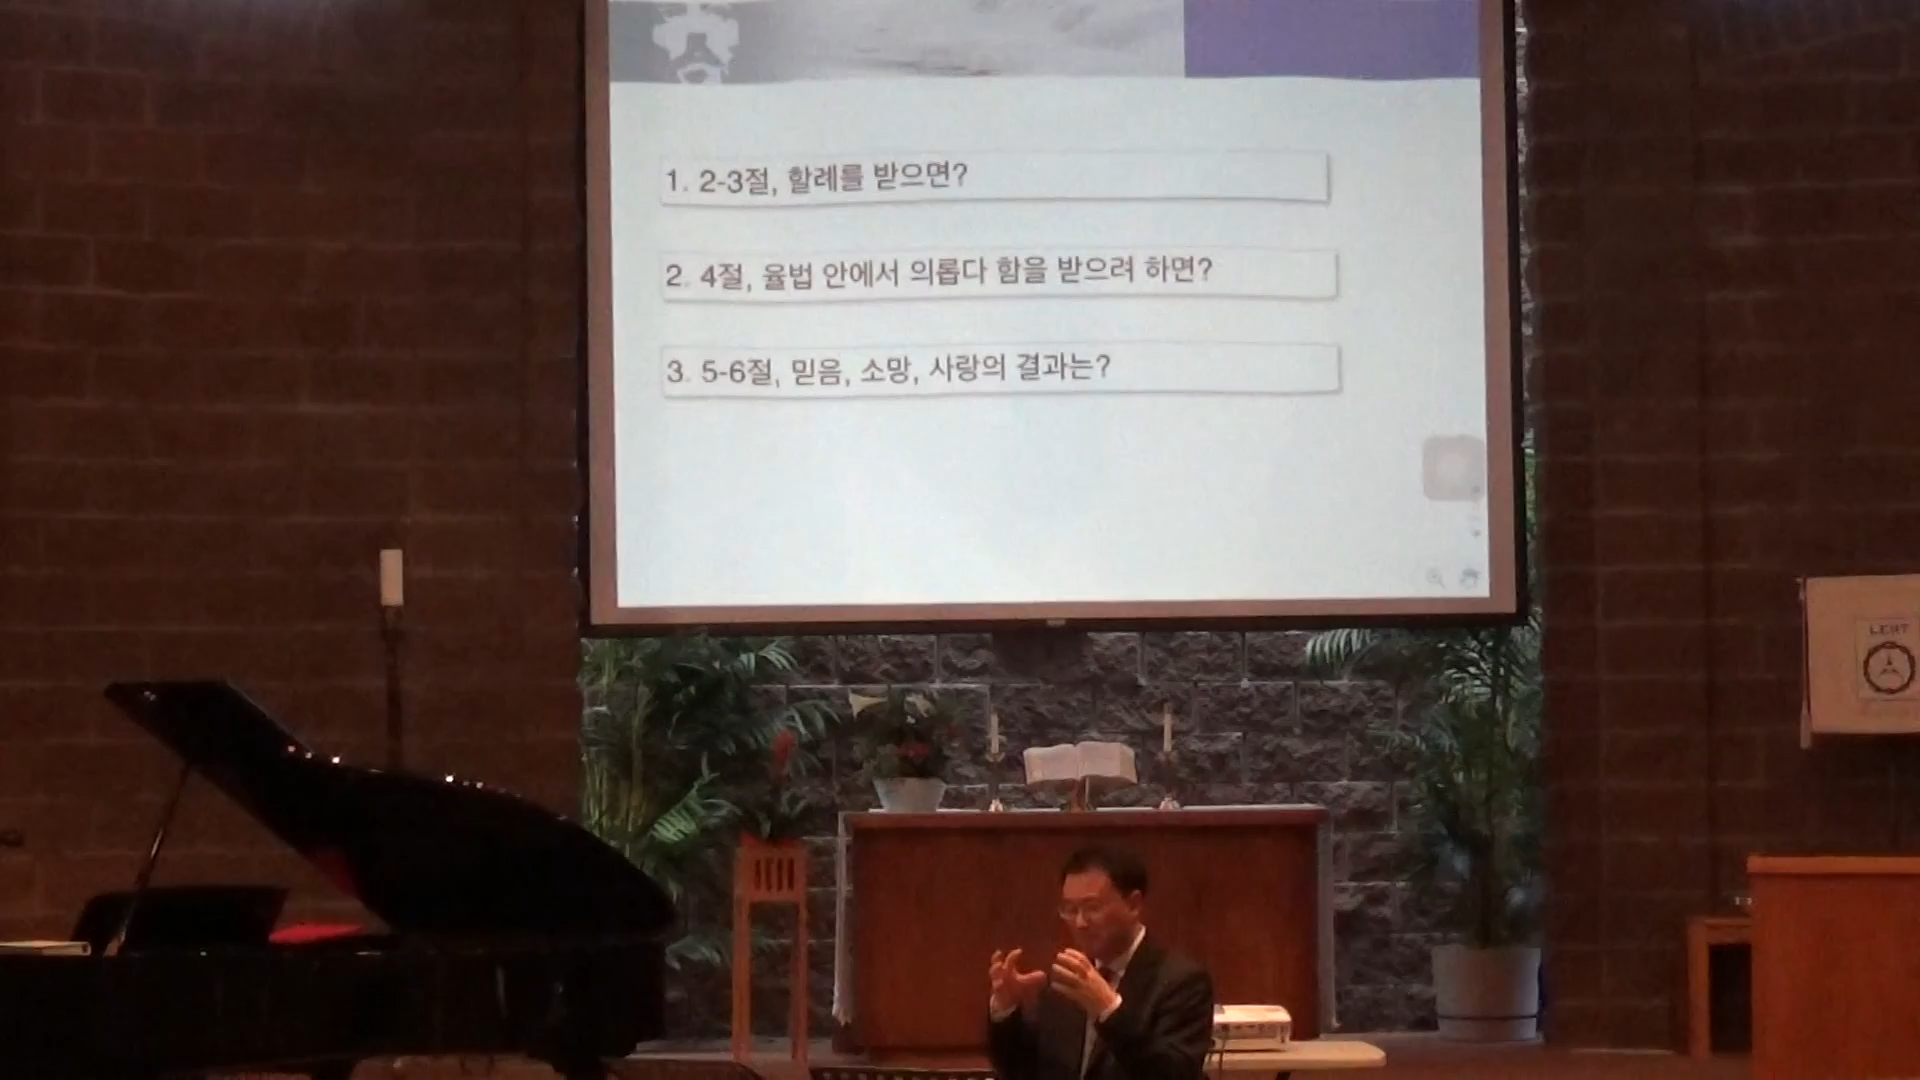 1. 2-3절, 할례를 받으면?
2. 4절, 율법 안에서 의롭다 함을 받으려 하면?
3. 5-6절, 믿음, 소망, 사랑의 결과는?
LENT